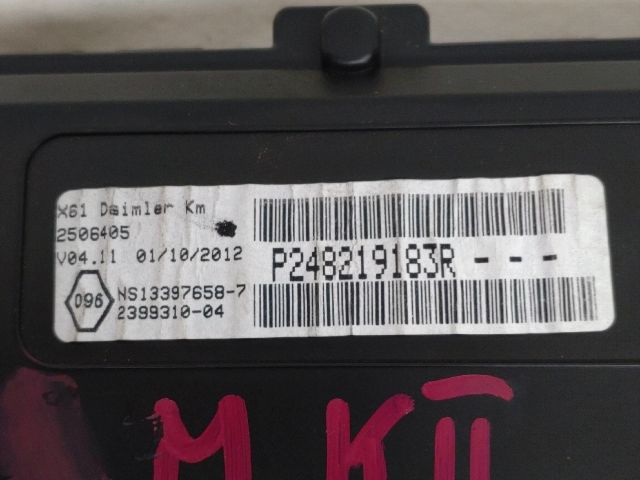 X61 Daimler Km
2506405
V04.11 01/10/2012
P248219183R - - -
096
NS13397658-7
2399310-04
M KII